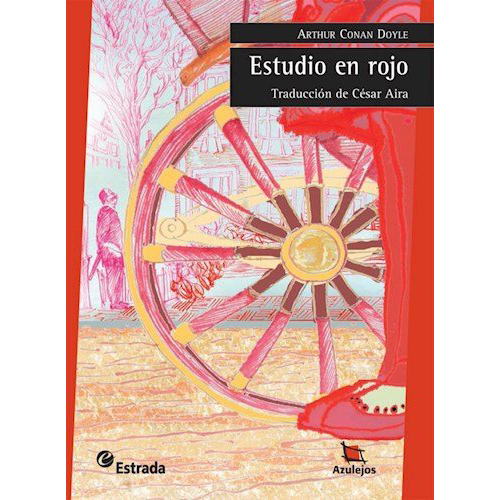 ARTHUR CONAN DOYLE
Estudio en rojo
Traducción de César Aira
Estrada
Azulejos